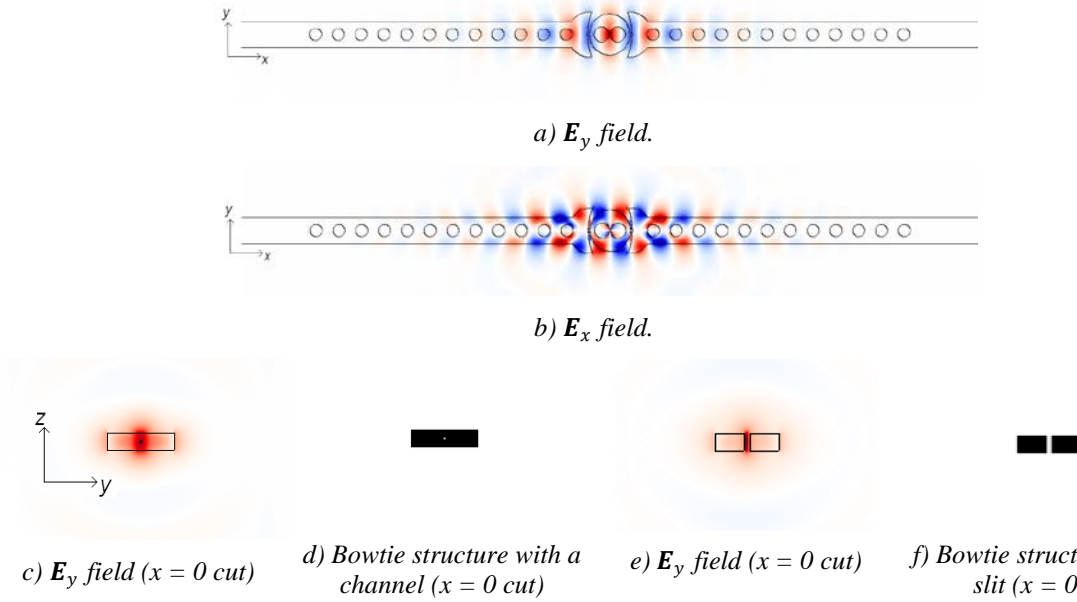 y
x
a) E_y field.
y
x
b) E_x field.
z
y
c) E_y field (x = 0 cut)
d) Bowtie structure with a
channel (x = 0 cut)
e) E_y field (x = 0 cut)
f) Bowtie struct
slit (x = 0